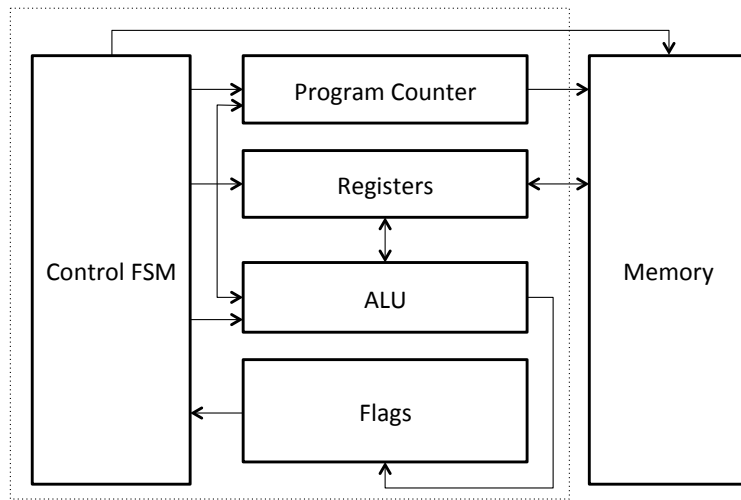 Program Counter
Registers
Control FSM
ALU
Memory
Flags